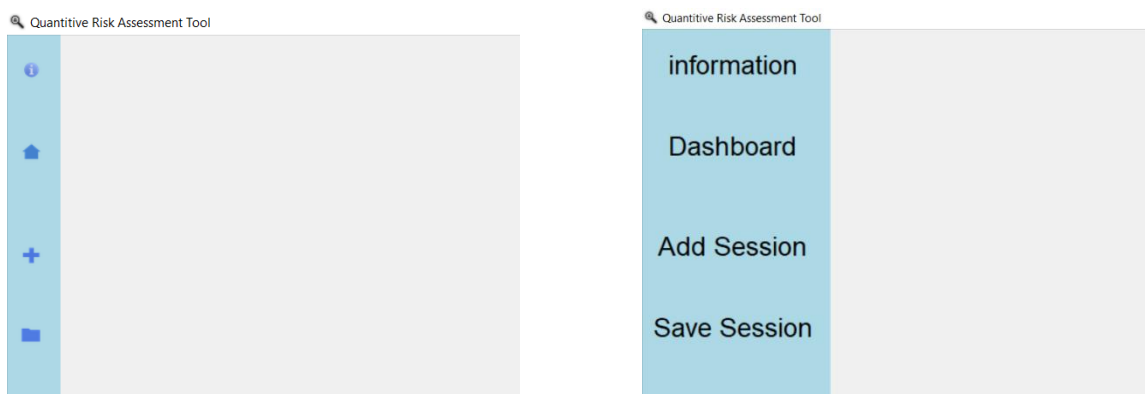 Quantitive Risk Assessment Tool
Quantitive Risk Assessment Tool
information
Dashboard
Add Session
Save Session